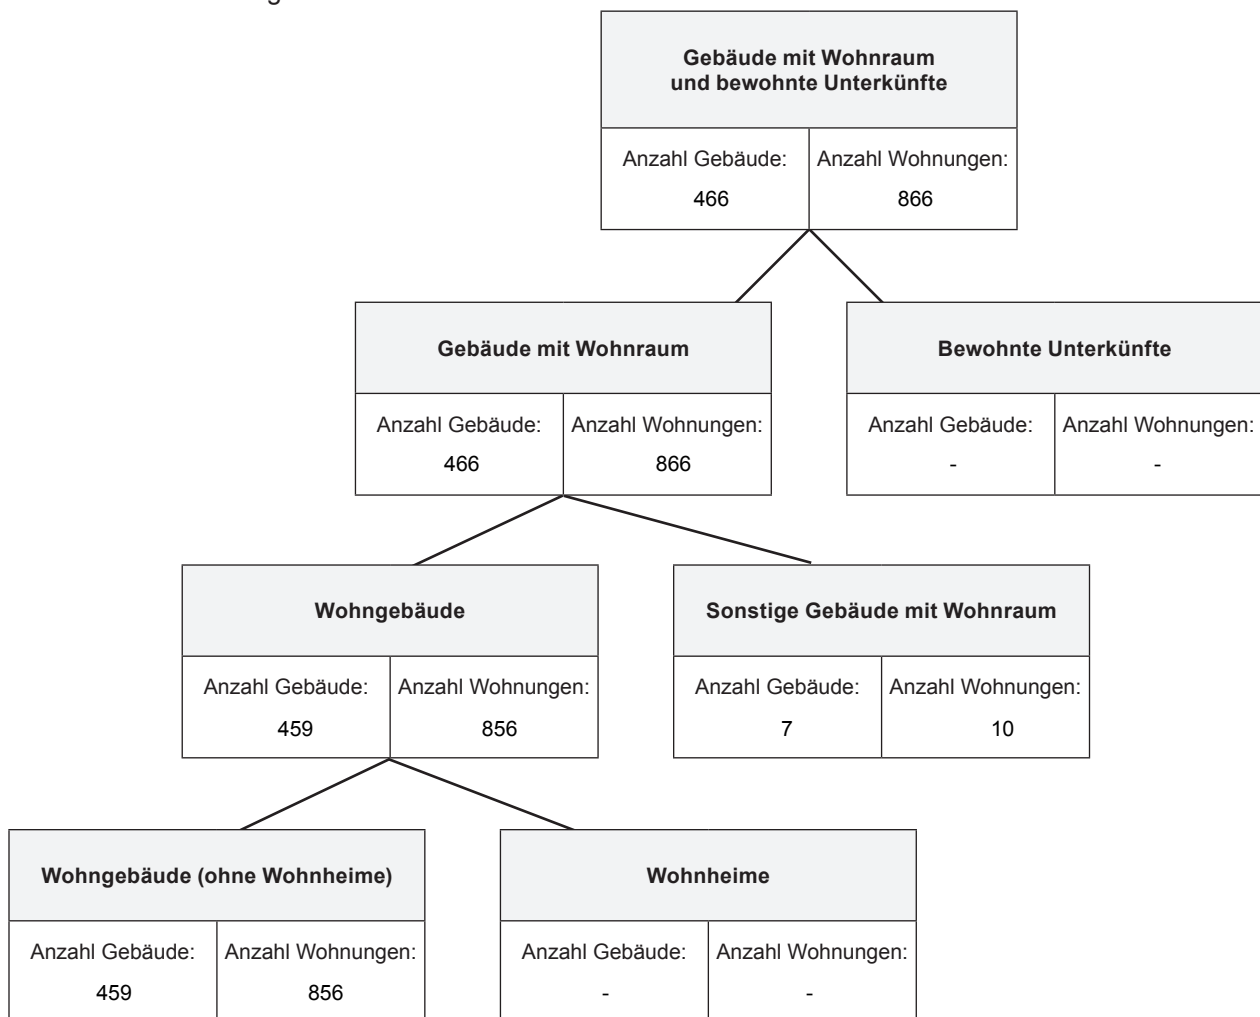 Gebäude mit Wohnraum
und bewohnte Unterkünfte
Anzahl Gebäude: Anzahl Wohnungen:
466 866
Gebäude mit Wohnraum
Anzahl Gebäude: Anzahl Wohnungen:
466 866
Bewohnte Unterkünfte
Anzahl Gebäude: Anzahl Wohnungen:
- -
Wohngebäude
Anzahl Gebäude: Anzahl Wohnungen:
459 856
Sonstige Gebäude mit Wohnraum
Anzahl Gebäude: Anzahl Wohnungen:
7 10
Wohngebäude (ohne Wohnheime)
Anzahl Gebäude: Anzahl Wohnungen:
459 856
Wohnheime
Anzahl Gebäude: Anzahl Wohnungen:
- -